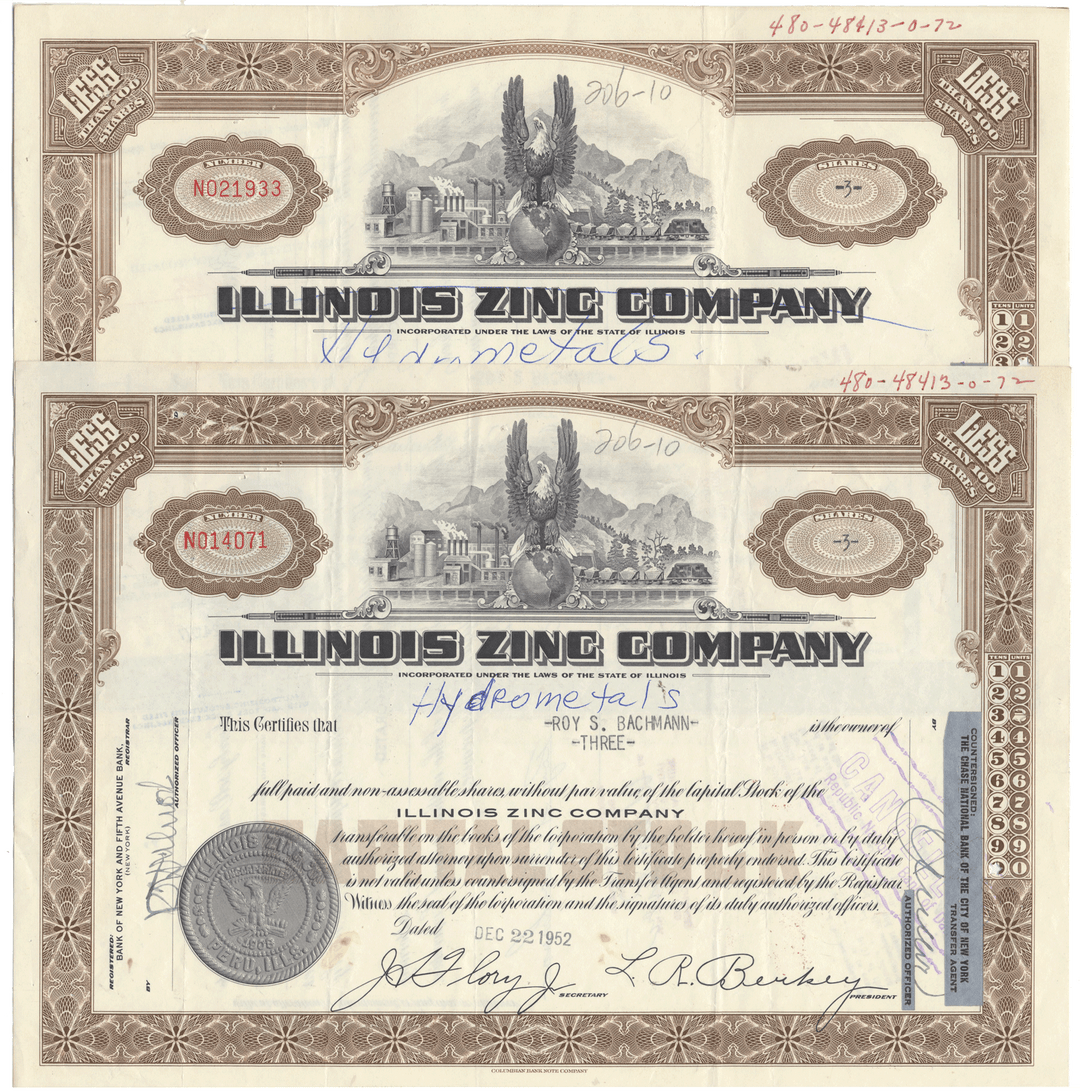 480-48413-0-72
LESS
THAN 100
SHARES
LESS
THAN 100
SHARES
206-10
NUMBER
NO21933
SHARES
-3-
ILLINOIS ZINC COMPANY
INCORPORATED UNDER THE LAWS OF THE STATE OF ILLINOIS
Hydrometals.
TENS UNITS
1 1
2 2
3
480-48413-0-72
LESS
THAN 100
SHARES
LESS
THAN 100
SHARES
206-10
NUMBER
NO14071
SHARES
-3-
ILLINOIS ZINC COMPANY
INCORPORATED UNDER THE LAWS OF THE STATE OF ILLINOIS
Hydrometals
TENS UNITS
1 1
2 2
3 3
4 4
5 5
6 6
7 7
8 8
9 9
0 0
This Certifies that -ROY S. BACHMANN- is the owner of
-THREE-
full paid and non-assessable shares, without par value, of the Capital Stock of the
ILLINOIS ZINC COMPANY
transferable on the books of the Corporation by the holder hereof in person or by duly
authorized attorney upon surrender of this certificate properly endorsed. This certificate
is not valid unless countersigned by the Transfer Agent and registered by the Registrar.
Witness the seal of the Corporation and the signatures of its duly authorized officers.
Dated DEC 22 1952
SECRETARY
L. R. Berkey
PRESIDENT
REGISTERED:
BANK OF NEW YORK AND FIFTH AVENUE BANK,
(NEW YORK)
REGISTRAR
BY
AUTHORIZED OFFICER
COUNTERSIGNED:
THE CHASE NATIONAL BANK OF THE CITY OF NEW YORK
TRANSFER AGENT
BY
AUTHORIZED OFFICER
PERU, ILL.
COLUMBIAN BANK NOTE COMPANY